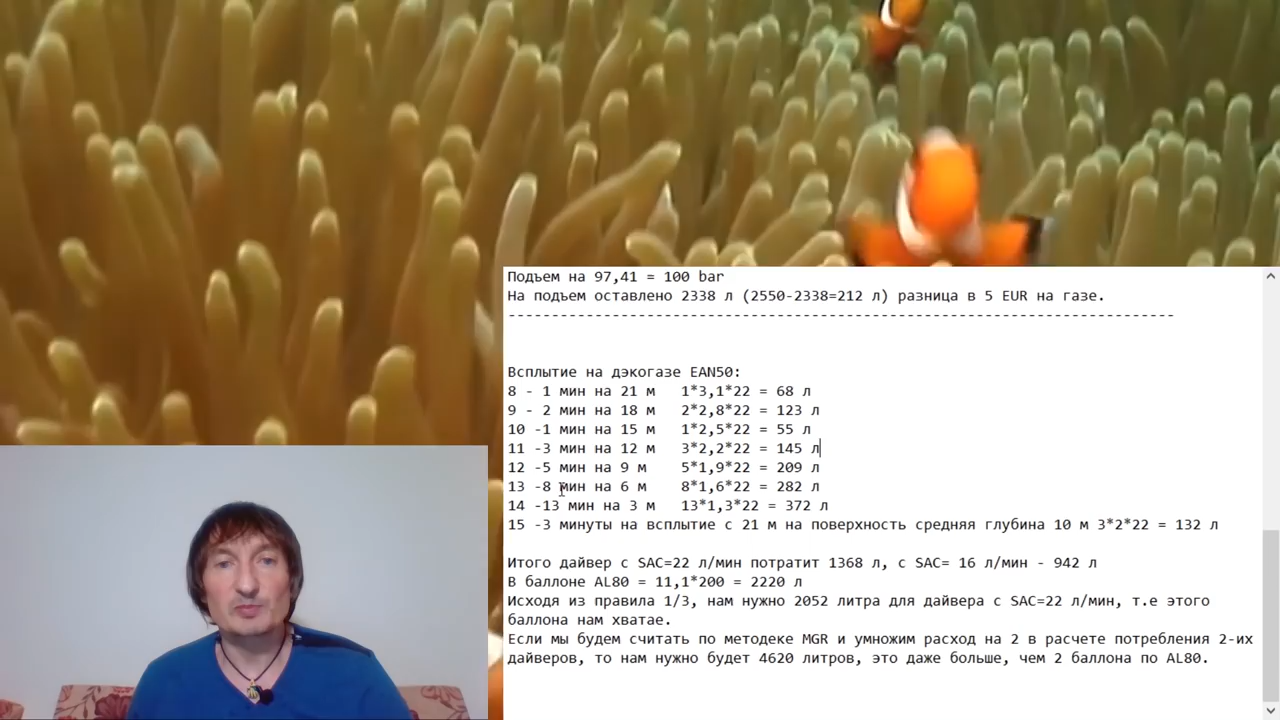 Подъем на 97,41 = 100 bar
На подъем оставлено 2338 л (2550-2338=212 л) разница в 5 EUR на газе.
------------------------------------------------------------------------------
Всплытие на дэкогазе EAN50:
8 - 1 мин на 21 м   1*3,1*22 = 68 л
9 - 2 мин на 18 м   2*2,8*22 = 123 л
10 -1 мин на 15 м   1*2,5*22 = 55 л
11 -3 мин на 12 м   3*2,2*22 = 145 л
12 -5 мин на 9 м    5*1,9*22 = 209 л
13 -8 мин на 6 м    8*1,6*22 = 282 л
14 -13 мин на 3 м   13*1,3*22 = 372 л
15 -3 минуты на всплытие с 21 м на поверхность средняя глубина 10 м 3*2*22 = 132 л
Итого дайвер с SAC=22 л/мин потратит 1368 л, с SAC= 16 л/мин - 942 л
В баллоне AL80 = 11,1*200 = 2220 л
Исходя из правила 1/3, нам нужно 2052 литра для дайвера с SAC=22 л/мин, т.е этого
баллона нам хватае.
Если мы будем считать по методеке MGR и умножим расход на 2 в расчете потребления 2-их
дайверов, то нам нужно будет 4620 литров, это даже больше, чем 2 баллона по AL80.